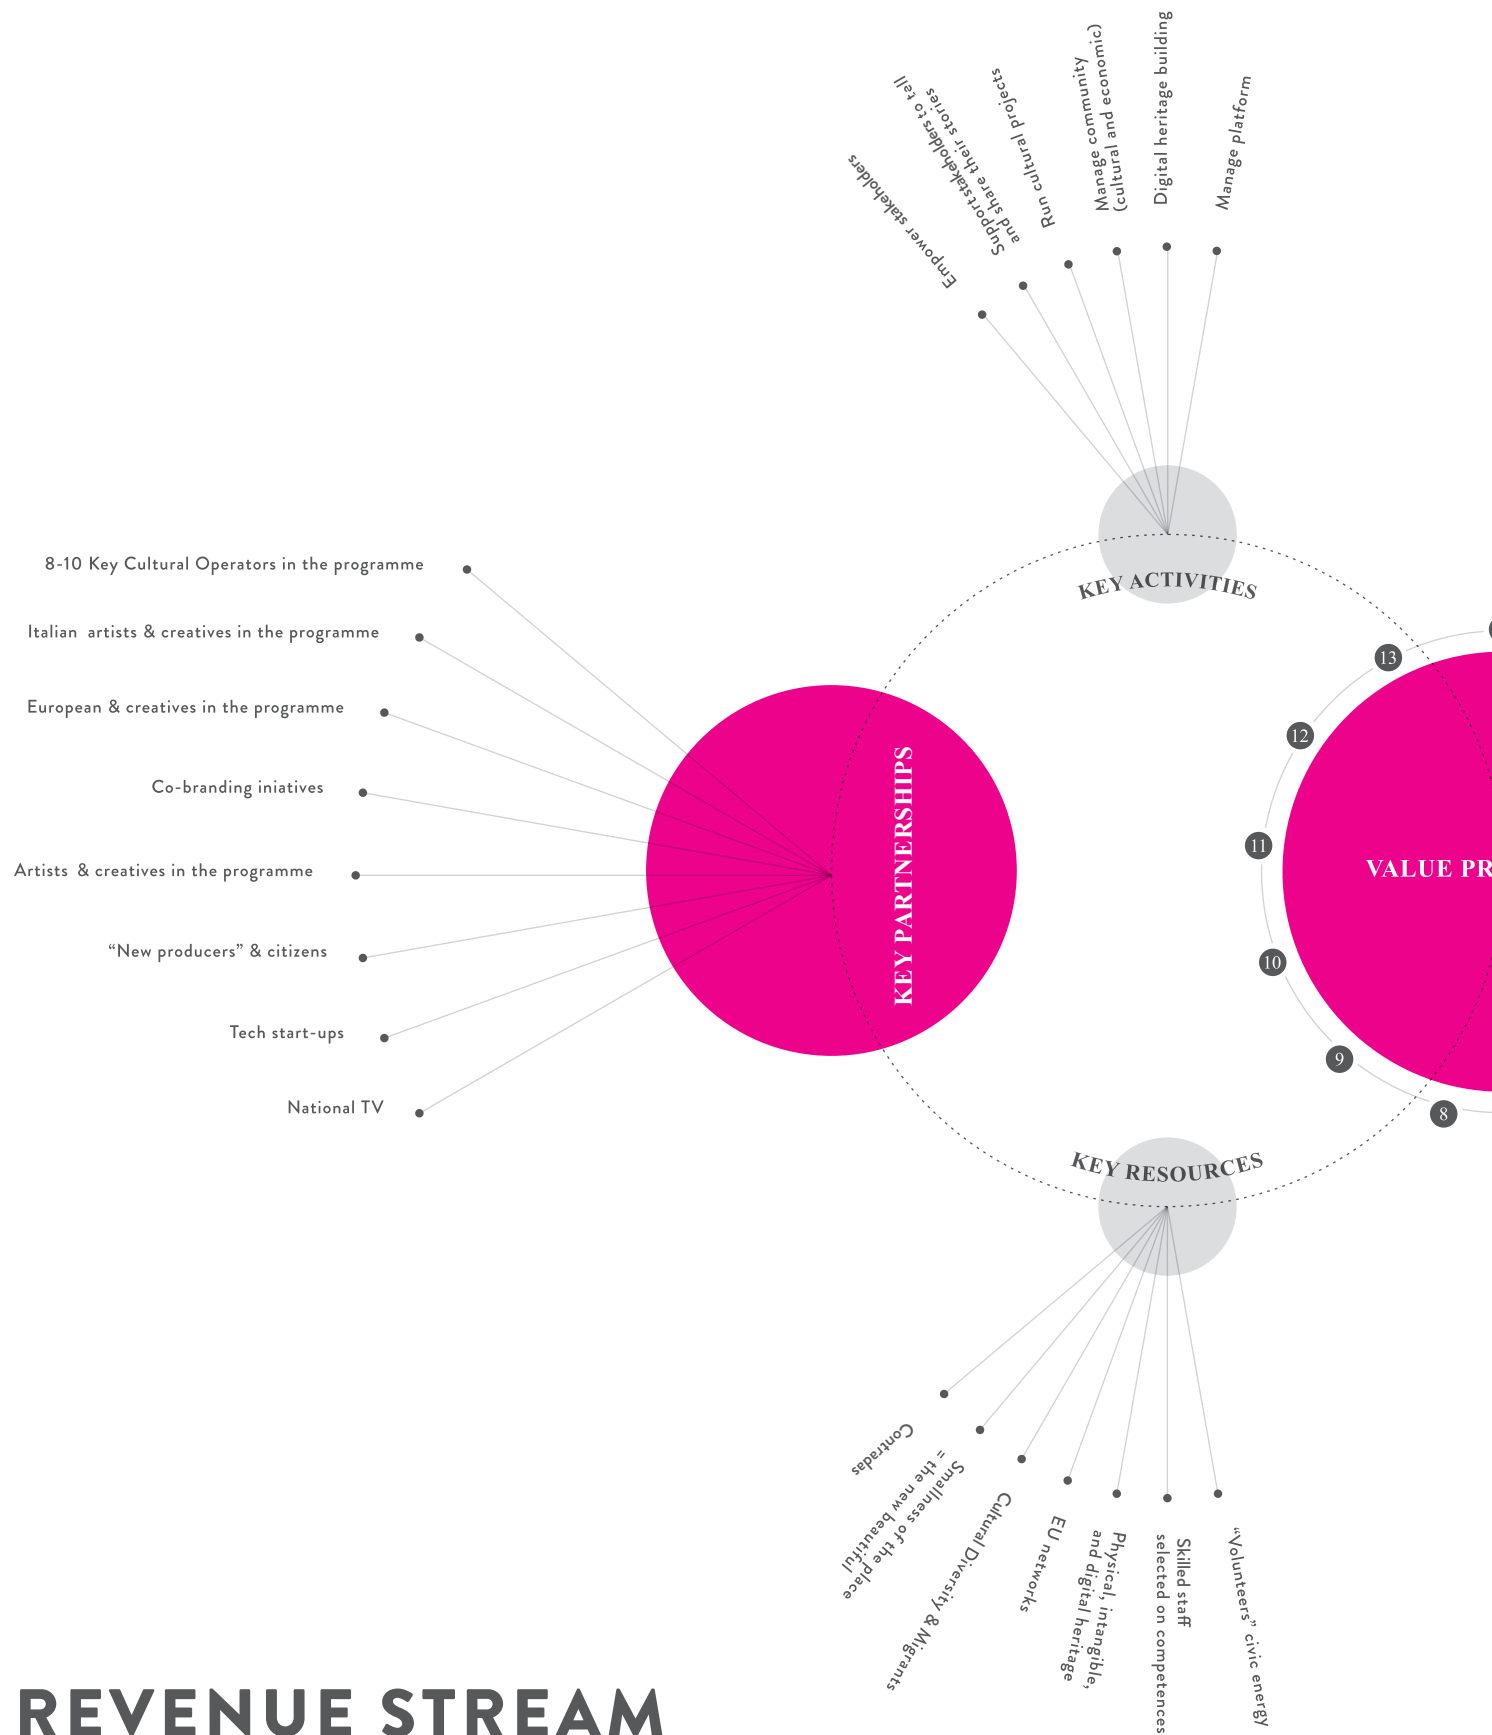 Empower stakeholders
Support stakeholders to tell
and share their stories
Run cultural projects
Manage community
(cultural and economic)
Digital heritage building
Manage platform
KEY ACTIVITIES
8-10 Key Cultural Operators in the programme
Italian artists & creatives in the programme
European & creatives in the programme
Co-branding iniatives
Artists & creatives in the programme
“New producers” & citizens
Tech start-ups
National TV
KEY PARTNERSHIPS
13
12
11
10
9
8
VALUE PR
KEY RESOURCES
Contradas
Smallness of the place
= the new beautiful
Cultural Diversity & Migrants
EU networks
Physical, intangible,
and digital heritage
Skilled staff
selected on competences
“Volunteers” civic energy
REVENUE STREAM